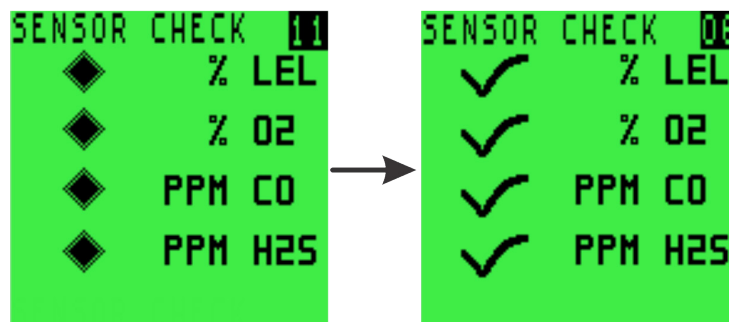 SENSOR CHECK 11
% LEL
% O2
PPM CO
PPM H2S
SENSOR CHECK
% LEL
% O2
PPM CO
PPM H2S